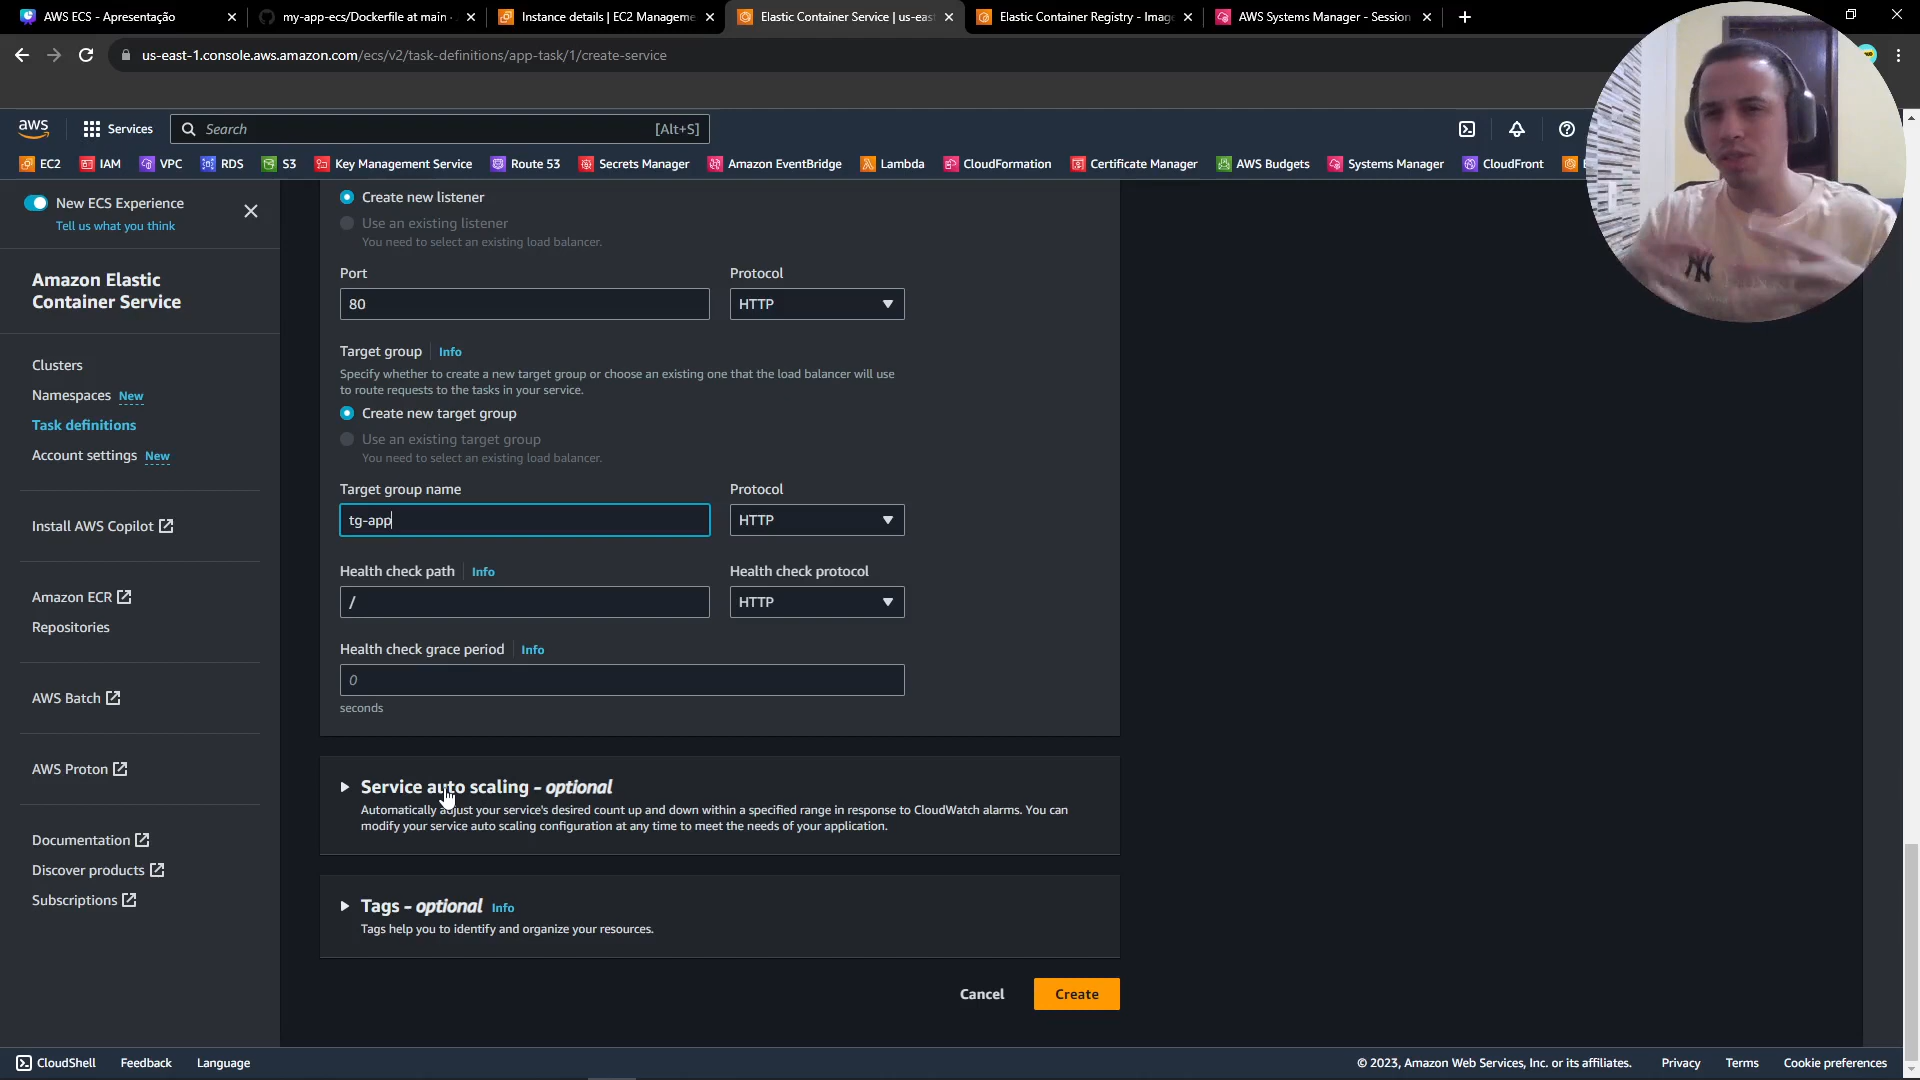 AWS ECS - Apresentação
my-app-ecs/Dockerfile at main
Instance details | EC2 Manageme
Elastic Container Service | us-eas
Elastic Container Registry - Imag
AWS Systems Manager - Session
us-east-1.console.aws.amazon.com/ecs/v2/task-definitions/app-task/1/create-service
aws
Services
Search
[Alt+S]
EC2
IAM
VPC
RDS
S3
Key Management Service
Route 53
Secrets Manager
Amazon EventBridge
Lambda
CloudFormation
Certificate Manager
AWS Budgets
Systems Manager
CloudFront
New ECS Experience
Tell us what you think
Amazon Elastic
Container Service
Clusters
Namespaces New
Task definitions
Account settings New
Install AWS Copilot
Amazon ECR
Repositories
AWS Batch
AWS Proton
Documentation
Discover products
Subscriptions
Create new listener
Use an existing listener
You need to select an existing load balancer.
Port
Protocol
80
HTTP
Target group Info
Specify whether to create a new target group or choose an existing one that the load balancer will use
to route requests to the tasks in your service.
Create new target group
Use an existing target group
You need to select an existing load balancer.
Target group name
Protocol
tg-app
HTTP
Health check path Info
Health check protocol
/
HTTP
Health check grace period Info
0
seconds
Service auto scaling - optional
Automatically adjust your service's desired count up and down within a specified range in response to CloudWatch alarms. You can
modify your service auto scaling configuration at any time to meet the needs of your application.
Tags - optional Info
Tags help you to identify and organize your resources.
Cancel
Create
CloudShell
Feedback
Language
© 2023, Amazon Web Services, Inc. or its affiliates.
Privacy
Terms
Cookie preferences